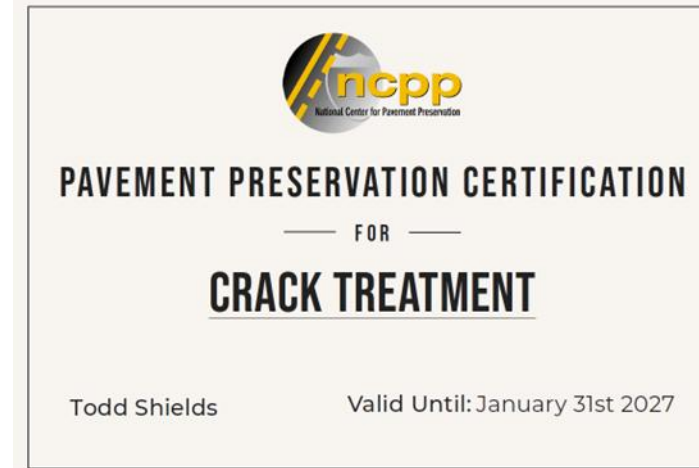 ncpp
National Center for Pavement Preservation
PAVEMENT PRESERVATION CERTIFICATION
FOR
CRACK TREATMENT
Todd Shields
Valid Until: January 31st 2027